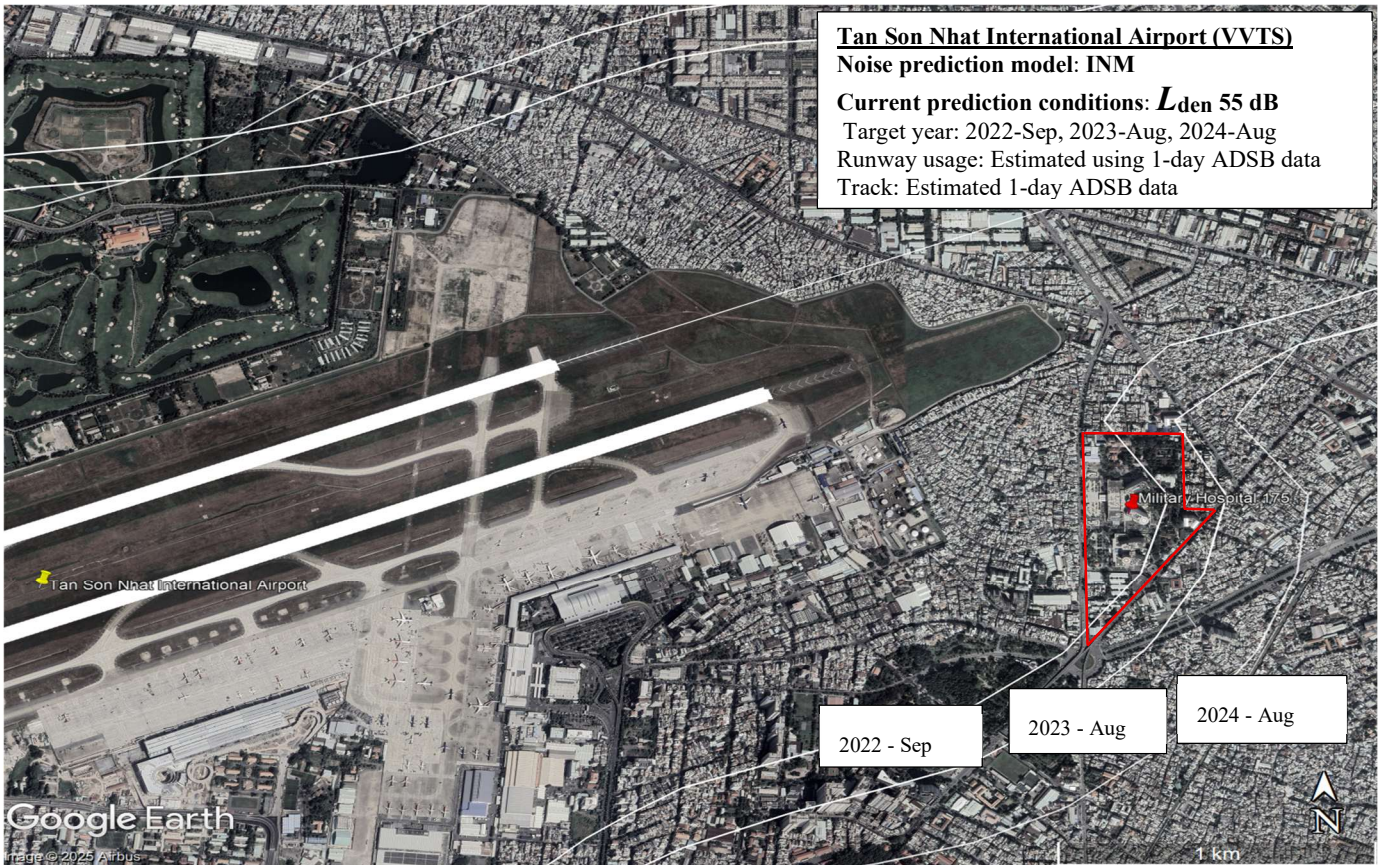 Tan Son Nhat International Airport (VVTS)
Noise prediction model: INM
Current prediction conditions: Lden 55 dB
Target year: 2022-Sep, 2023-Aug, 2024-Aug
Runway usage: Estimated using 1-day ADSB data
Track: Estimated 1-day ADSB data
Military Hospital 175
Tan Son Nhat International Airport
2022 - Sep
2023 - Aug
2024 - Aug
N
Google Earth
Image © 2025 Airbus
1 km